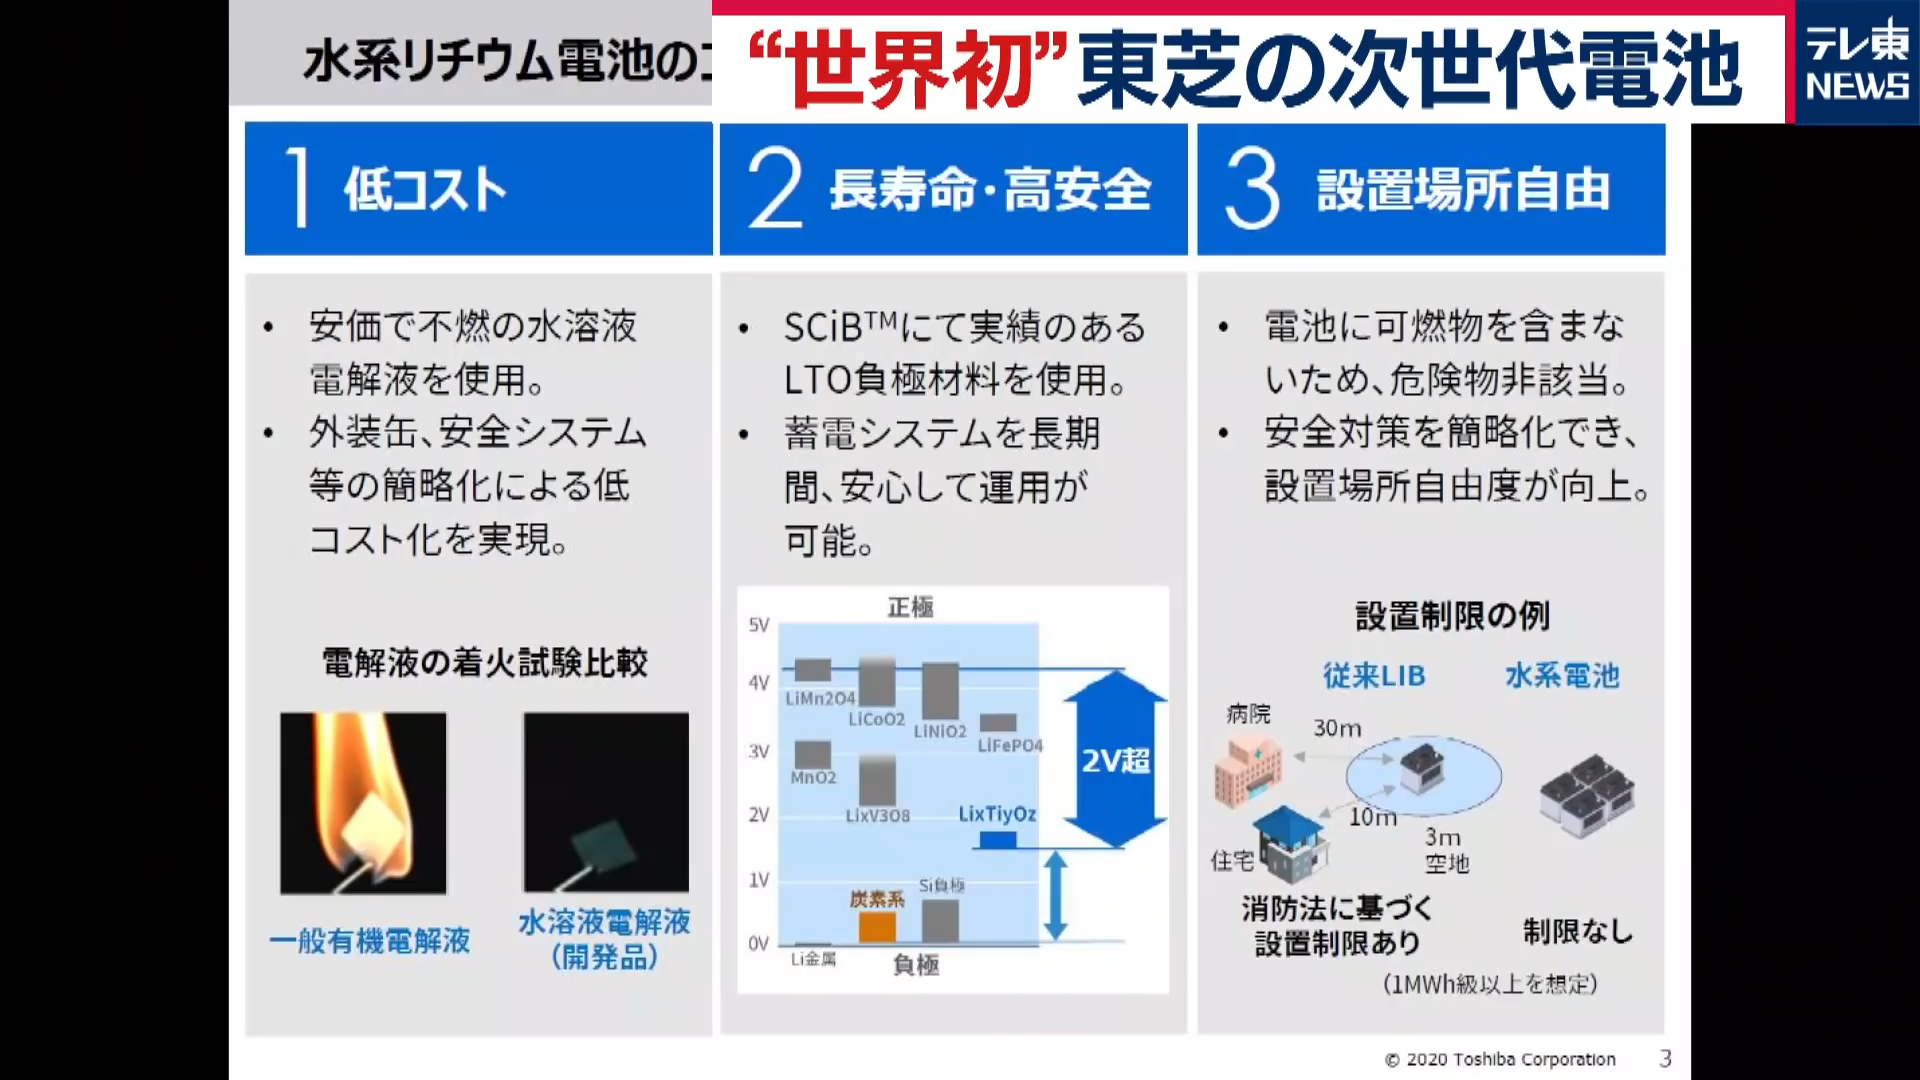 水系リチウム電池の
“世界初”東芝の次世代電池
テレ東
NEWS
1 低コスト
• 安価で不燃の水溶液
電解液を使用。
• 外装缶、安全システム
等の簡略化による低
コスト化を実現。
電解液の着火試験比較
一般有機電解液
水溶液電解液
（開発品）
2 長寿命・高安全
• SCiB™にて実績のある
LTO負極材料を使用。
• 蓄電システムを長期
間、安心して運用が
可能。
正極
5V
4V
3V
2V
1V
0V
LiMn2O4
LiCoO2
LiNiO2
LiFePO4
MnO2
LixV3O8
LixTiyOz
2V超
炭素系
Si負極
Li金属
負極
3 設置場所自由
• 電池に可燃物を含まな
いため、危険物非該当。
• 安全対策を簡略化でき、
設置場所自由度が向上。
設置制限の例
従来LIB
水系電池
病院
30m
10m
3m
空地
住宅
消防法に基づく
設置制限あり
制限なし
（1MWh級以上を想定）
© 2020 Toshiba Corporation 3